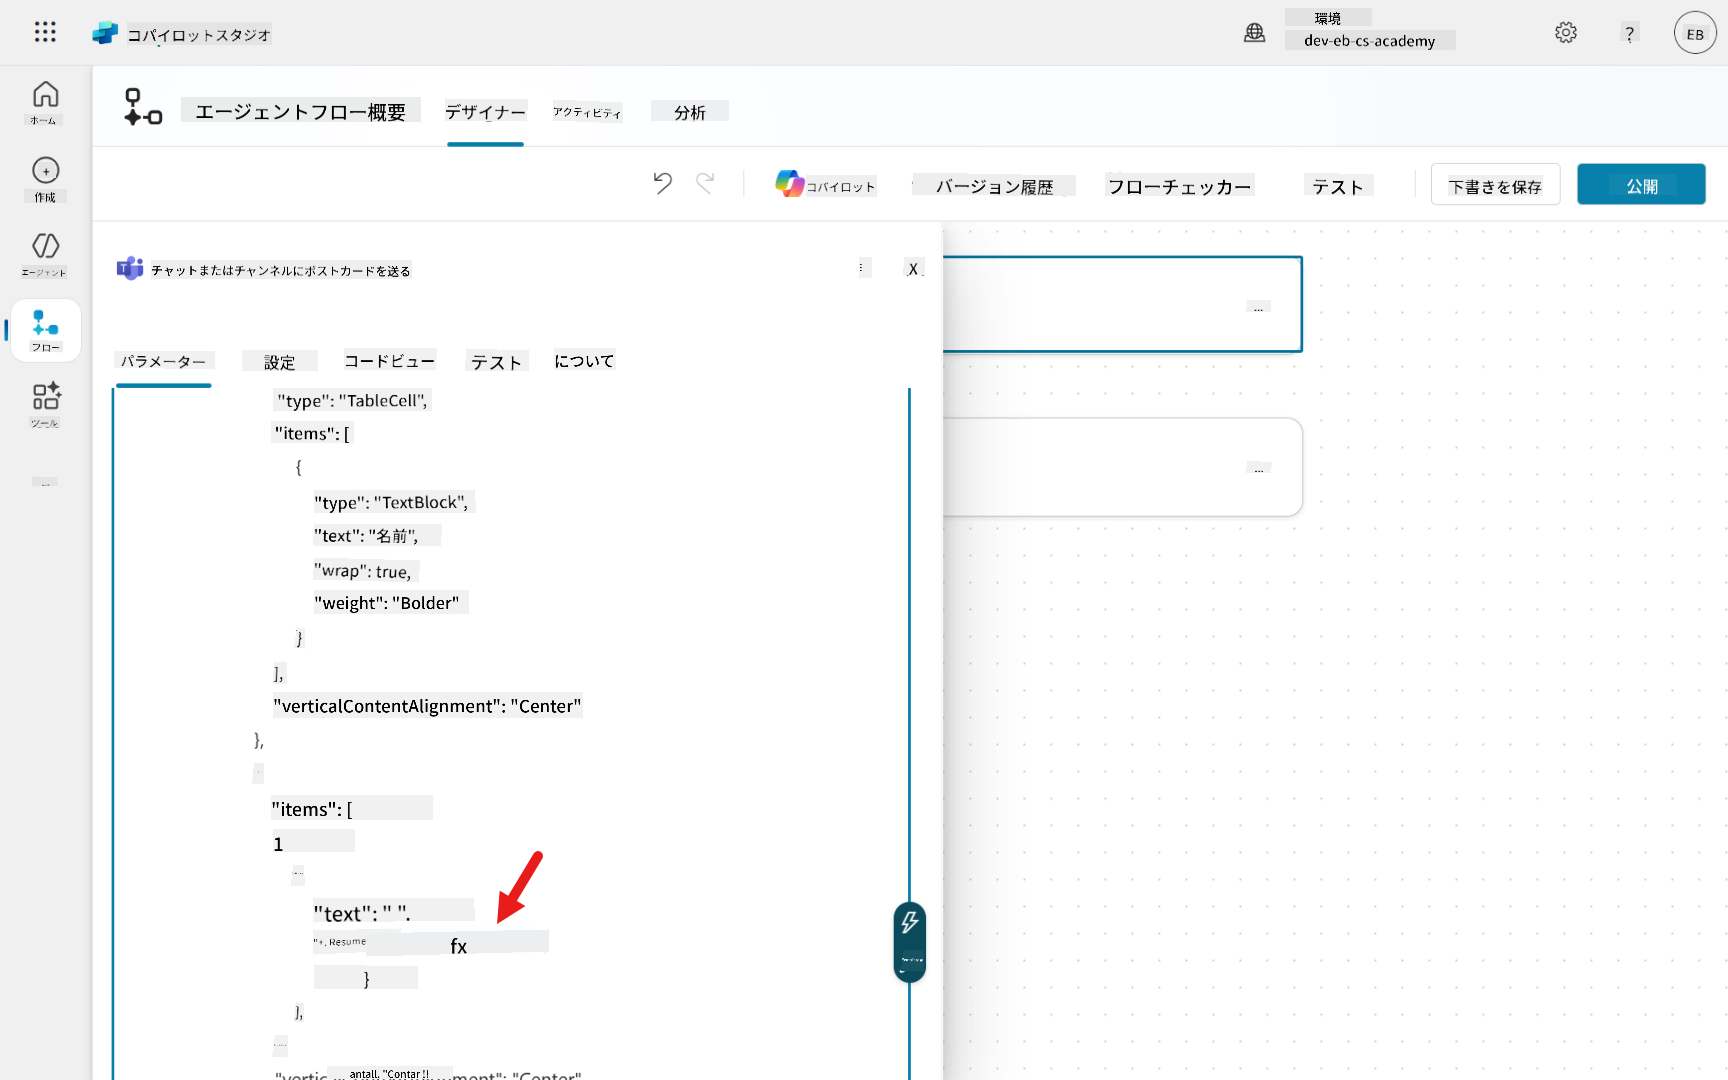 コパイロットスタジオ
環境
dev-eb-cs-academy
?
EB
ホーム
作成
エージェント
フロー
ツール
エージェントフロー概要
デザイナー
アクティビティ
分析
コパイロット
バージョン履歴
フローチェッカー
テスト
下書きを保存
公開
チャットまたはチャンネルにポストカードを送る
X
パラメーター
設定
コードビュー
テスト
について
"type": "TableCell",
"items": [
{
"type": "TextBlock",
"text": "名前",
"wrap": true,
"weight": "Bolder"
}
],
"verticalContentAlignment": "Center"
},
"items": [
1
"text": " ".
"+. Resume
fx
}
],
antall. "Contar !!
"Center"